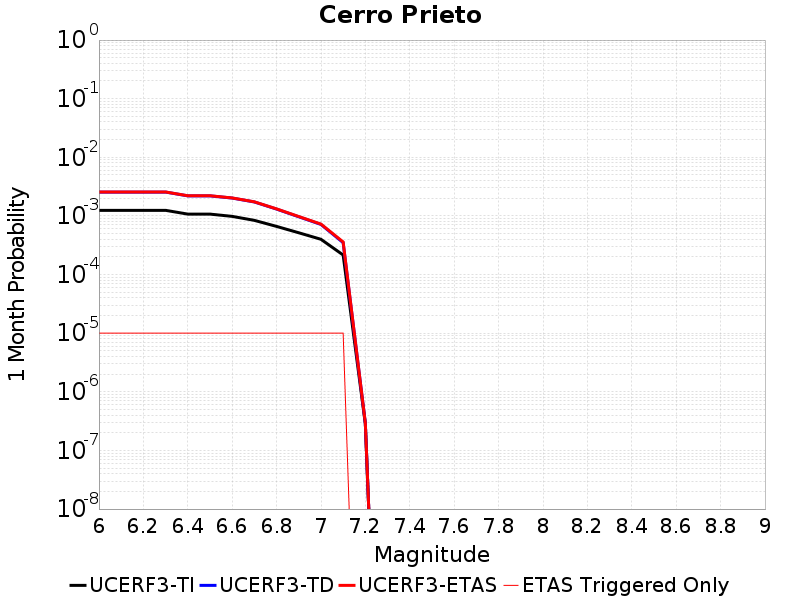 Cerro Prieto
1 Month Probability
10^0
10^-1
10^-2
10^-3
10^-4
10^-5
10^-6
10^-7
10^-8
6 6.2 6.4 6.6 6.8 7 7.2 7.4 7.6 7.8 8 8.2 8.4 8.6 8.8 9
Magnitude
UCERF3-TI UCERF3-TD UCERF3-ETAS ETAS Triggered Only